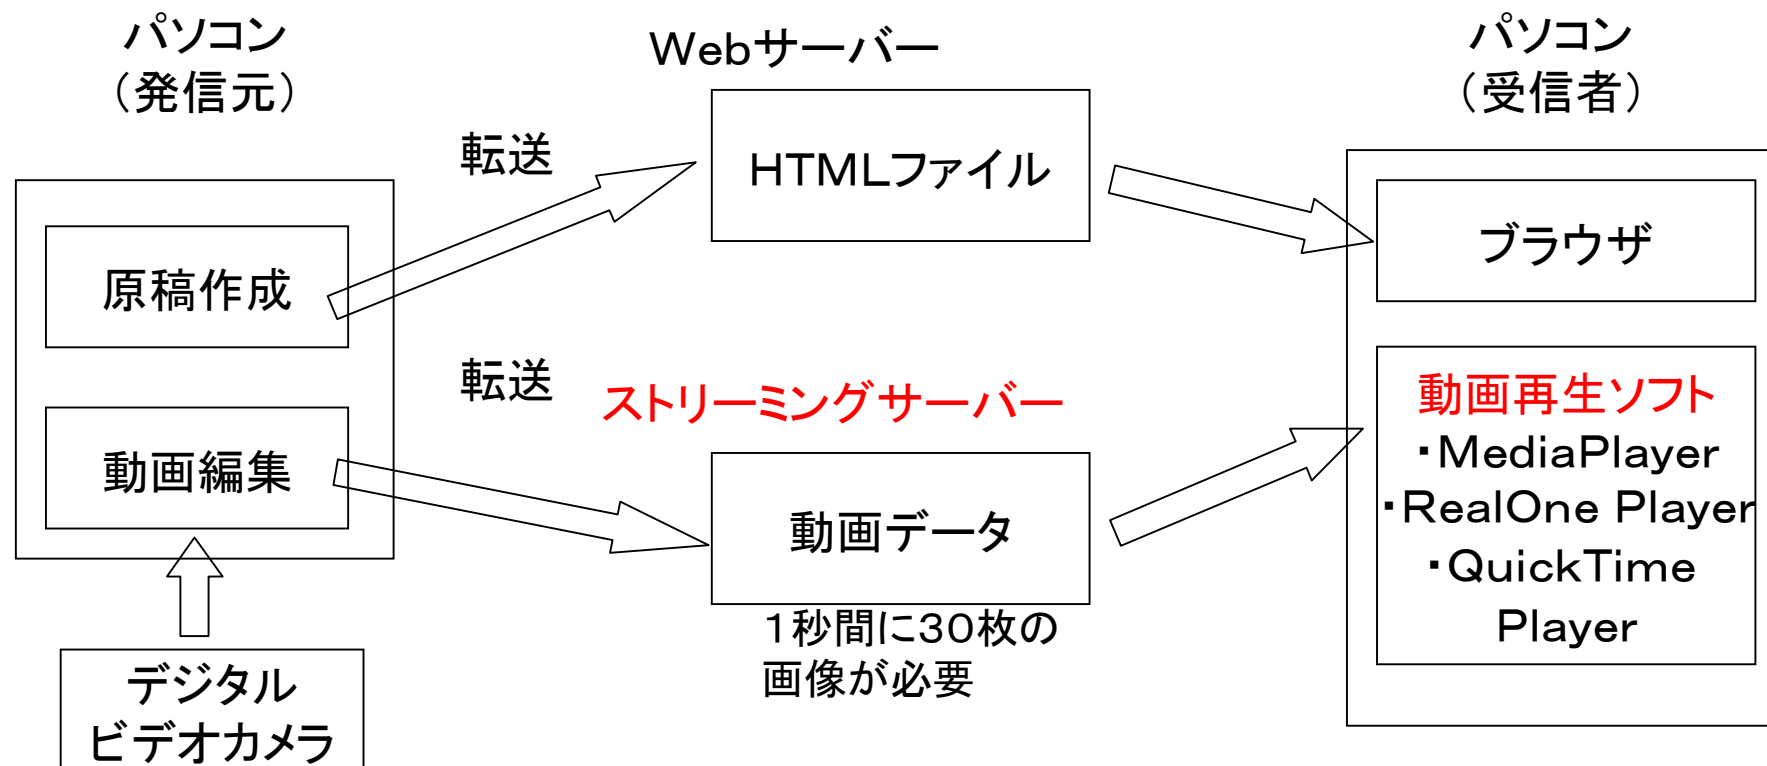 パソコン
（発信元）
転送
原稿作成
転送
動画編集
デジタル
ビデオカメラ
Webサーバー
HTMLファイル
ストリーミングサーバー
動画データ
１秒間に３０枚の
画像が必要
パソコン
（受信者）
ブラウザ
動画再生ソフト
・MediaPlayer
・RealOne Player
・QuickTime
Player